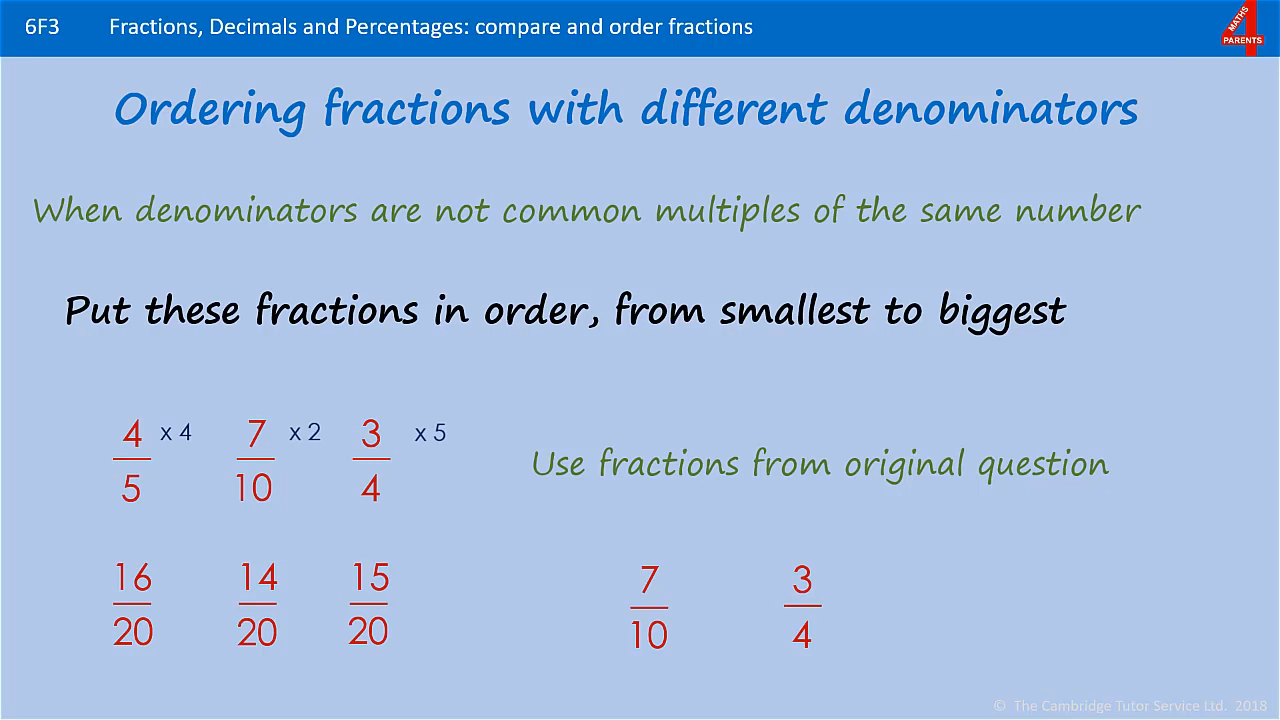 6F3 Fractions, Decimals and Percentages: compare and order fractions
MATHS
4
PARENTS
Ordering fractions with different denominators
When denominators are not common multiples of the same number
Put these fractions in order, from smallest to biggest
4/5 x 4 7/10 x 2 3/4 x 5
Use fractions from original question
16/20 14/20 15/20 7/10 3/4
© The Cambridge Tutor Service Ltd. 2018